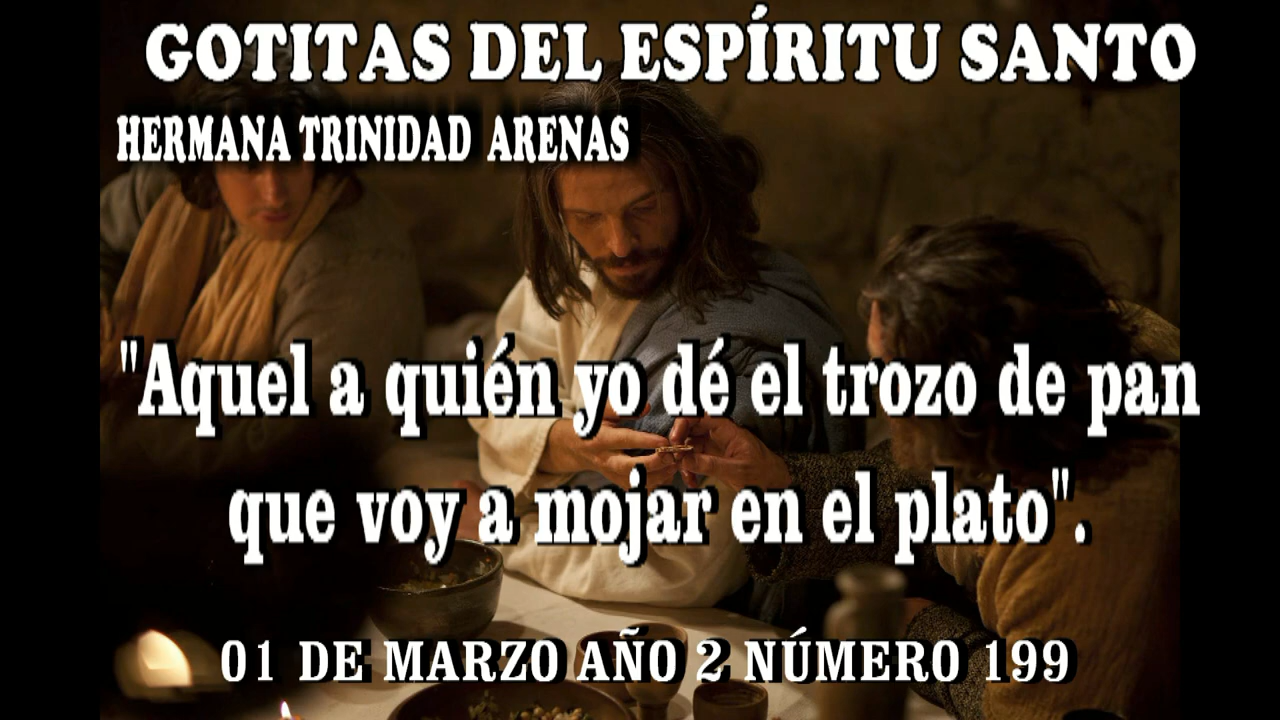 GOTITAS DEL ESPÍRITU SANTO
HERMANA TRINIDAD ARENAS
"Aquel a quién yo dé el trozo de pan
que voy a mojar en el plato".
01 DE MARZO AÑO 2 NÚMERO 199